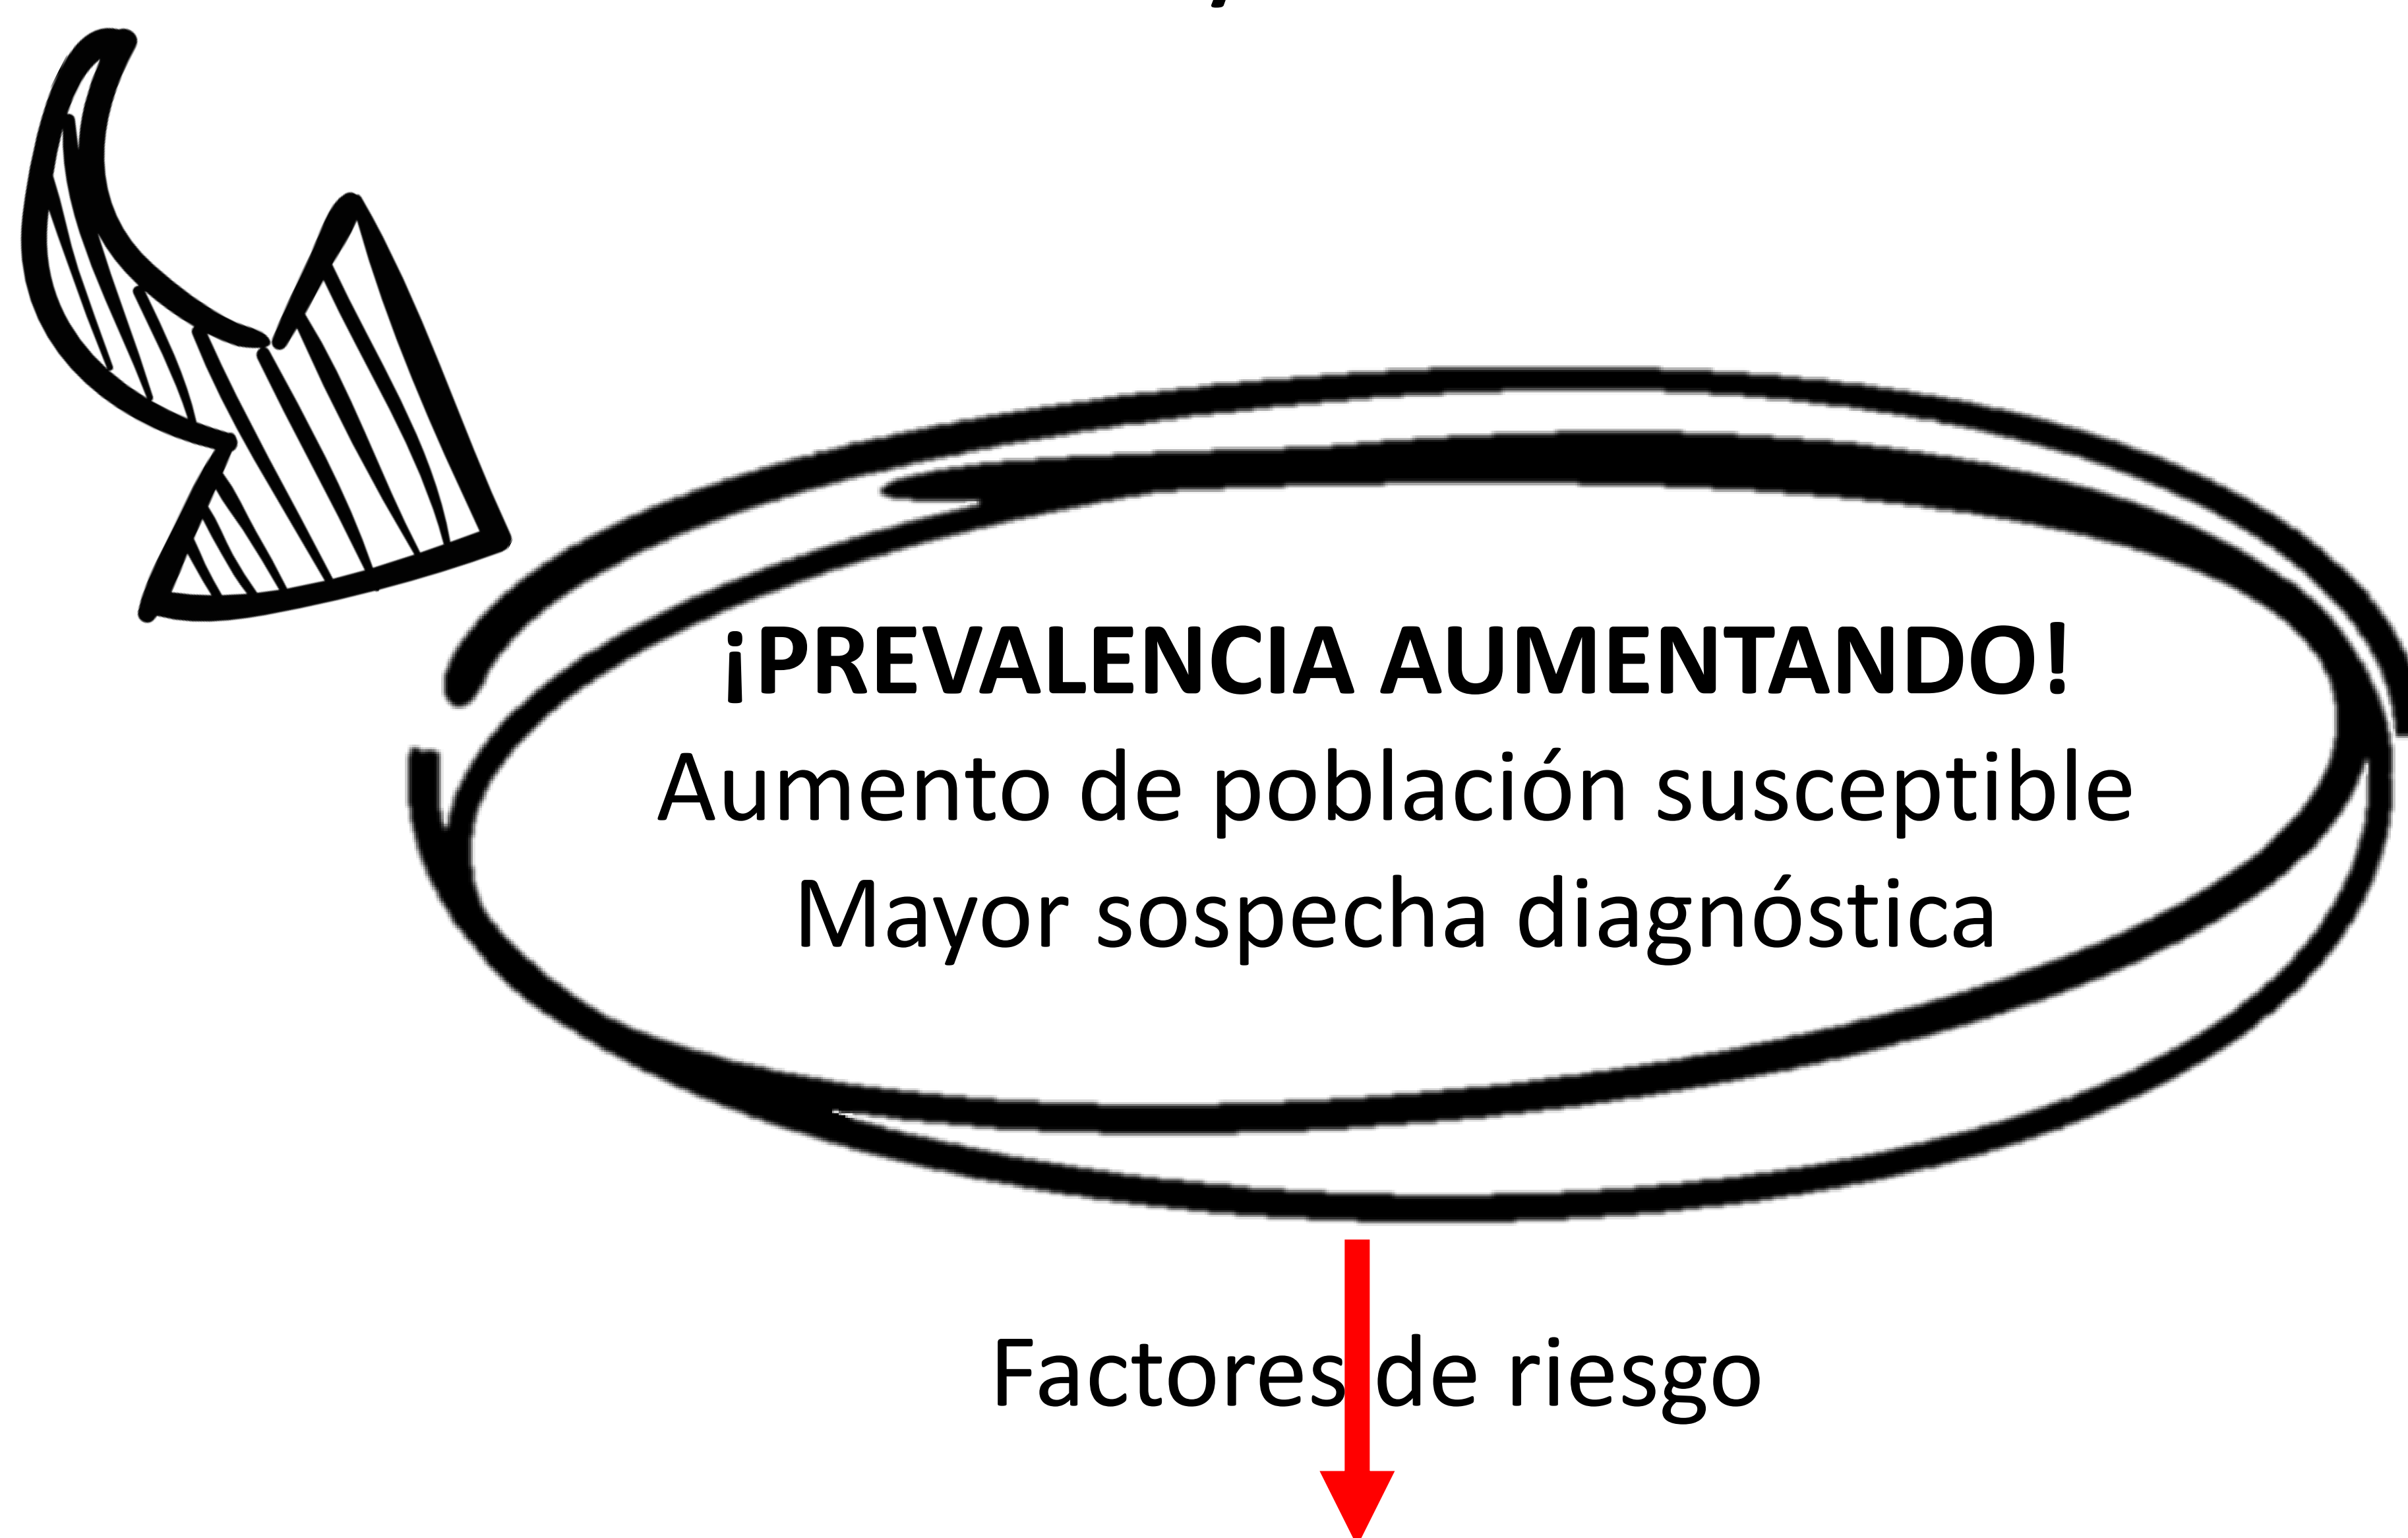 ¡PREVALENCIA AUMENTANDO!
Aumento de población susceptible
Mayor sospecha diagnóstica
Factores de riesgo